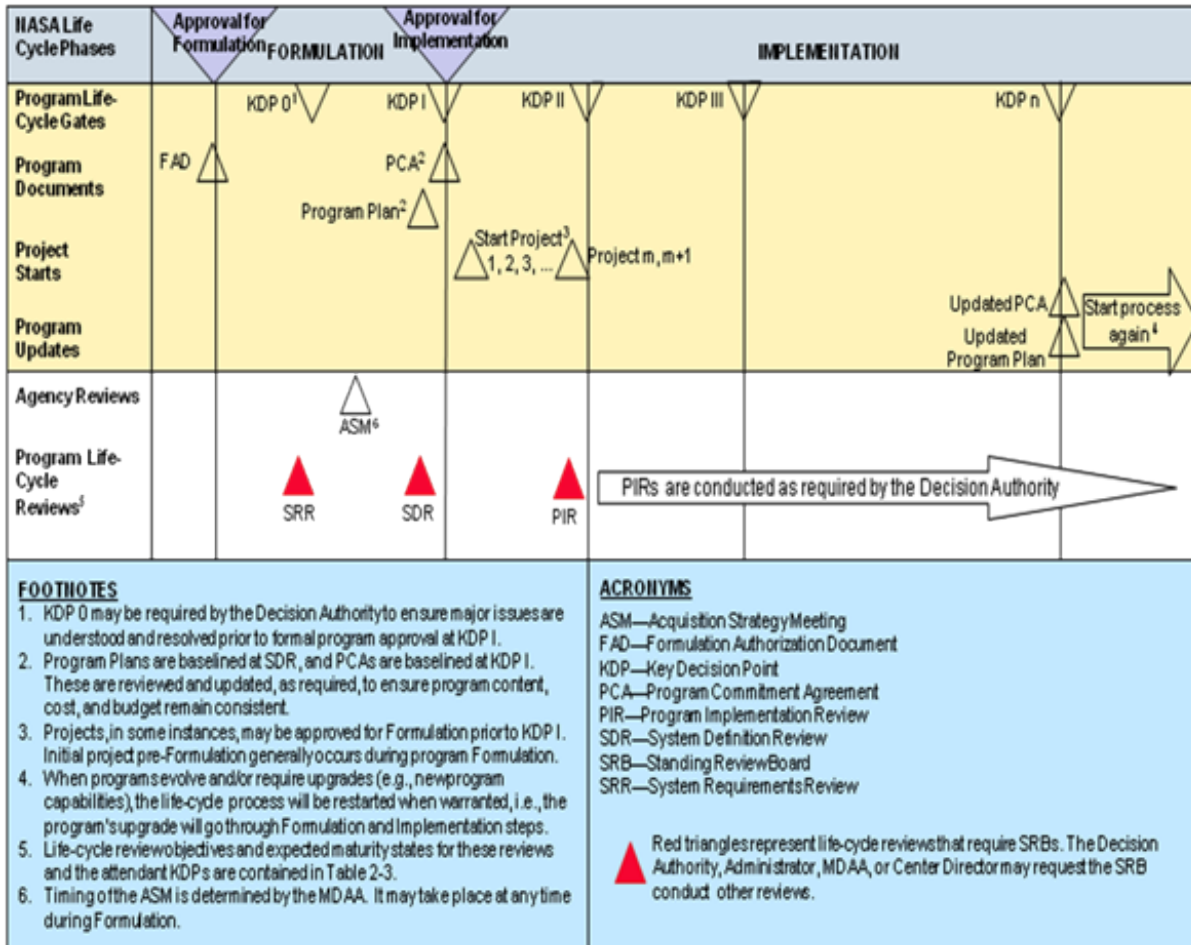 NASA Life
Cycle Phases
Approval for
Formulation
FORMULATION
Approval for
Implementation
IMPLEMENTATION
Program Life-
Cycle Gates
KDP 0¹
KDP I
KDP II
KDP III
KDP n
Program
Documents
FAD
PCA²
Program Plan²
Project
Starts
Start Project³
1, 2, 3, ...
Project m, m+1
Program
Updates
Updated PCA
Updated
Program Plan
Start process
again⁴
Agency Reviews
ASM⁶
Program Life-
Cycle
Reviews⁵
SRR
SDR
PIR
PIRs are conducted as required by the Decision Authority
FOOTNOTES
1. KDP 0 may be required by the Decision Authority to ensure major issues are
understood and resolved prior to formal program approval at KDP I.
2. Program Plans are baselined at SDR, and PCAs are baselined at KDP I.
These are reviewed and updated, as required, to ensure program content,
cost, and budget remain consistent.
3. Projects, in some instances, may be approved for Formulation prior to KDP I.
Initial project pre-Formulation generally occurs during program Formulation.
4. When programs evolve and/or require upgrades (e.g., new program
capabilities), the life-cycle process will be restarted when warranted, i.e., the
program's upgrade will go through Formulation and Implementation steps.
5. Life-cycle review objectives and expected maturity states for these reviews
and the attendant KDPs are contained in Table 2-3.
6. Timing of the ASM is determined by the MDAA. It may take place at any time
during Formulation.
ACRONYMS
ASM—Acquisition Strategy Meeting
FAD—Formulation Authorization Document
KDP—Key Decision Point
PCA—Program Commitment Agreement
PIR—Program Implementation Review
SDR—System Definition Review
SRB—Standing Review Board
SRR—System Requirements Review
Red triangles represent life-cycle reviews that require SRBs. The Decision
Authority, Administrator, MDAA, or Center Director may request the SRB
conduct other reviews.